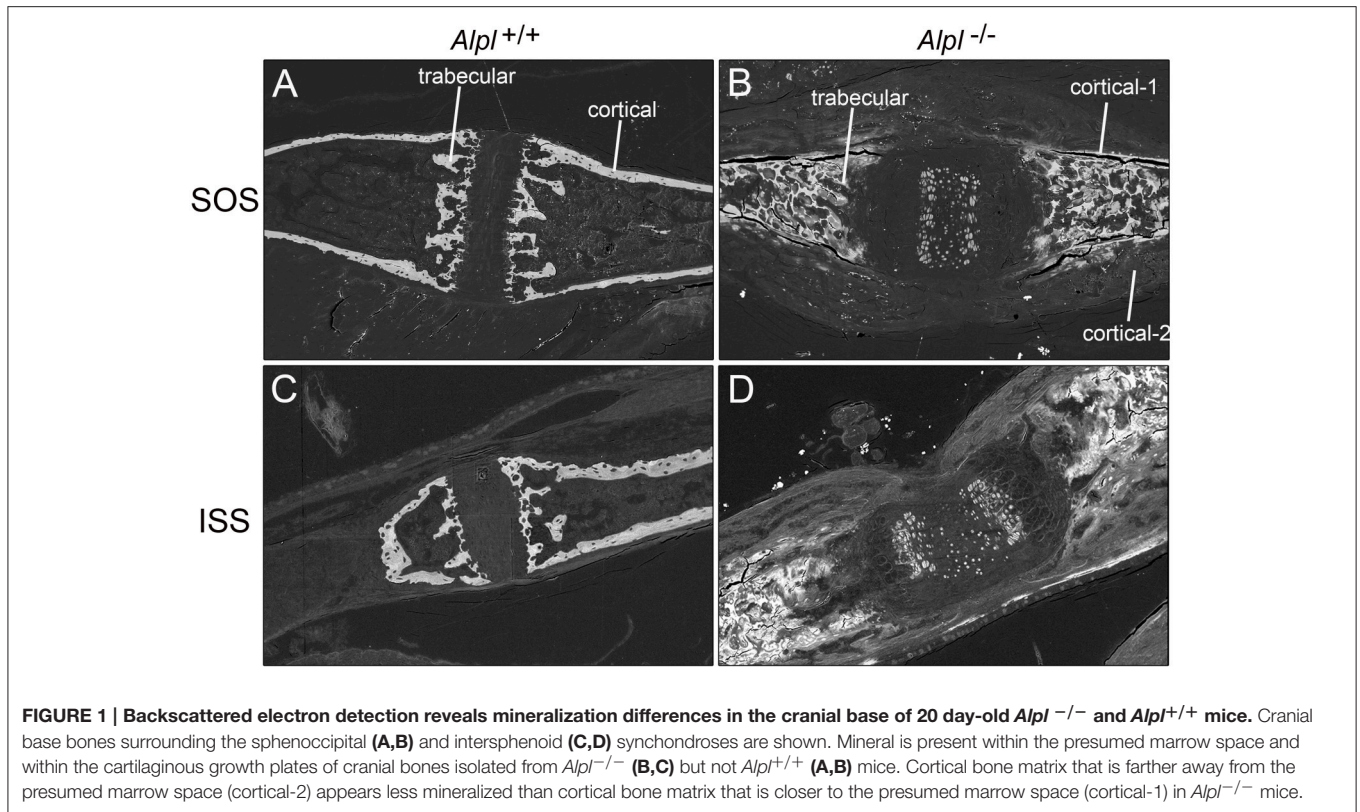 Alpl +/+ Alpl -/-
A trabecular cortical B trabecular cortical-1 cortical-2
SOS
C D
ISS
FIGURE 1 | Backscattered electron detection reveals mineralization differences in the cranial base of 20 day-old Alpl −/− and Alpl+/+ mice. Cranial
base bones surrounding the sphenoccipital (A,B) and intersphenoid (C,D) synchondroses are shown. Mineral is present within the presumed marrow space and
within the cartilaginous growth plates of cranial bones isolated from Alpl−/− (B,C) but not Alpl+/+ (A,B) mice. Cortical bone matrix that is farther away from the
presumed marrow space (cortical-2) appears less mineralized than cortical bone matrix that is closer to the presumed marrow space (cortical-1) in Alpl−/− mice.